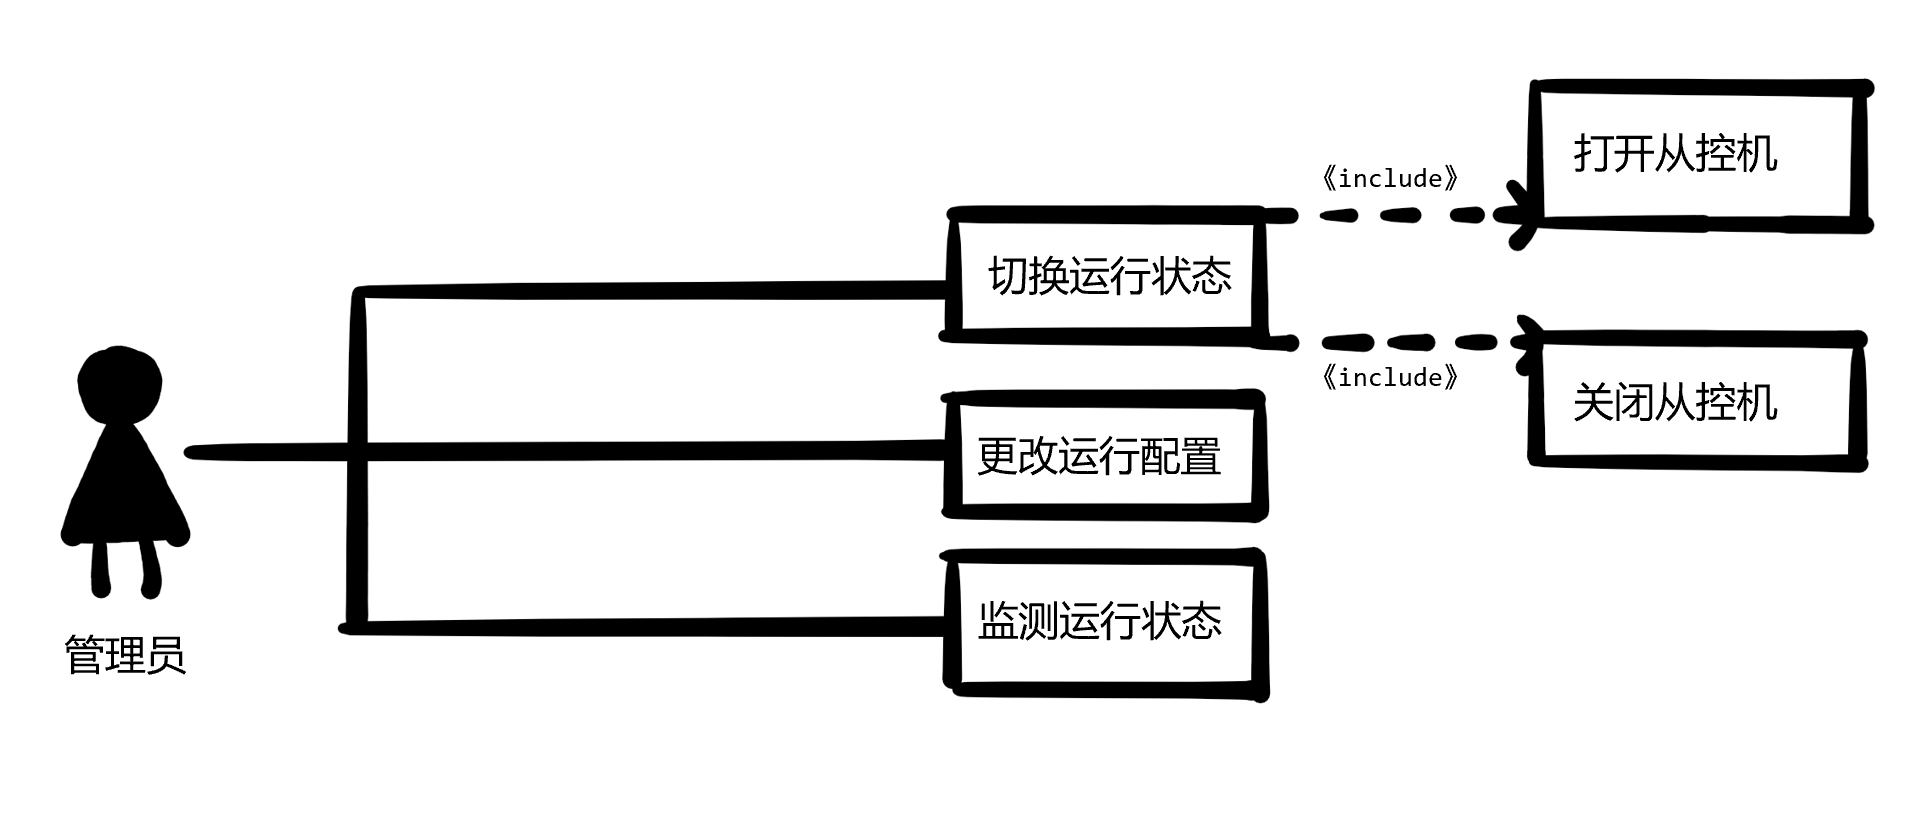 打开从控机
《include》
切换运行状态
《include》
关闭从控机
更改运行配置
监测运行状态
管理员